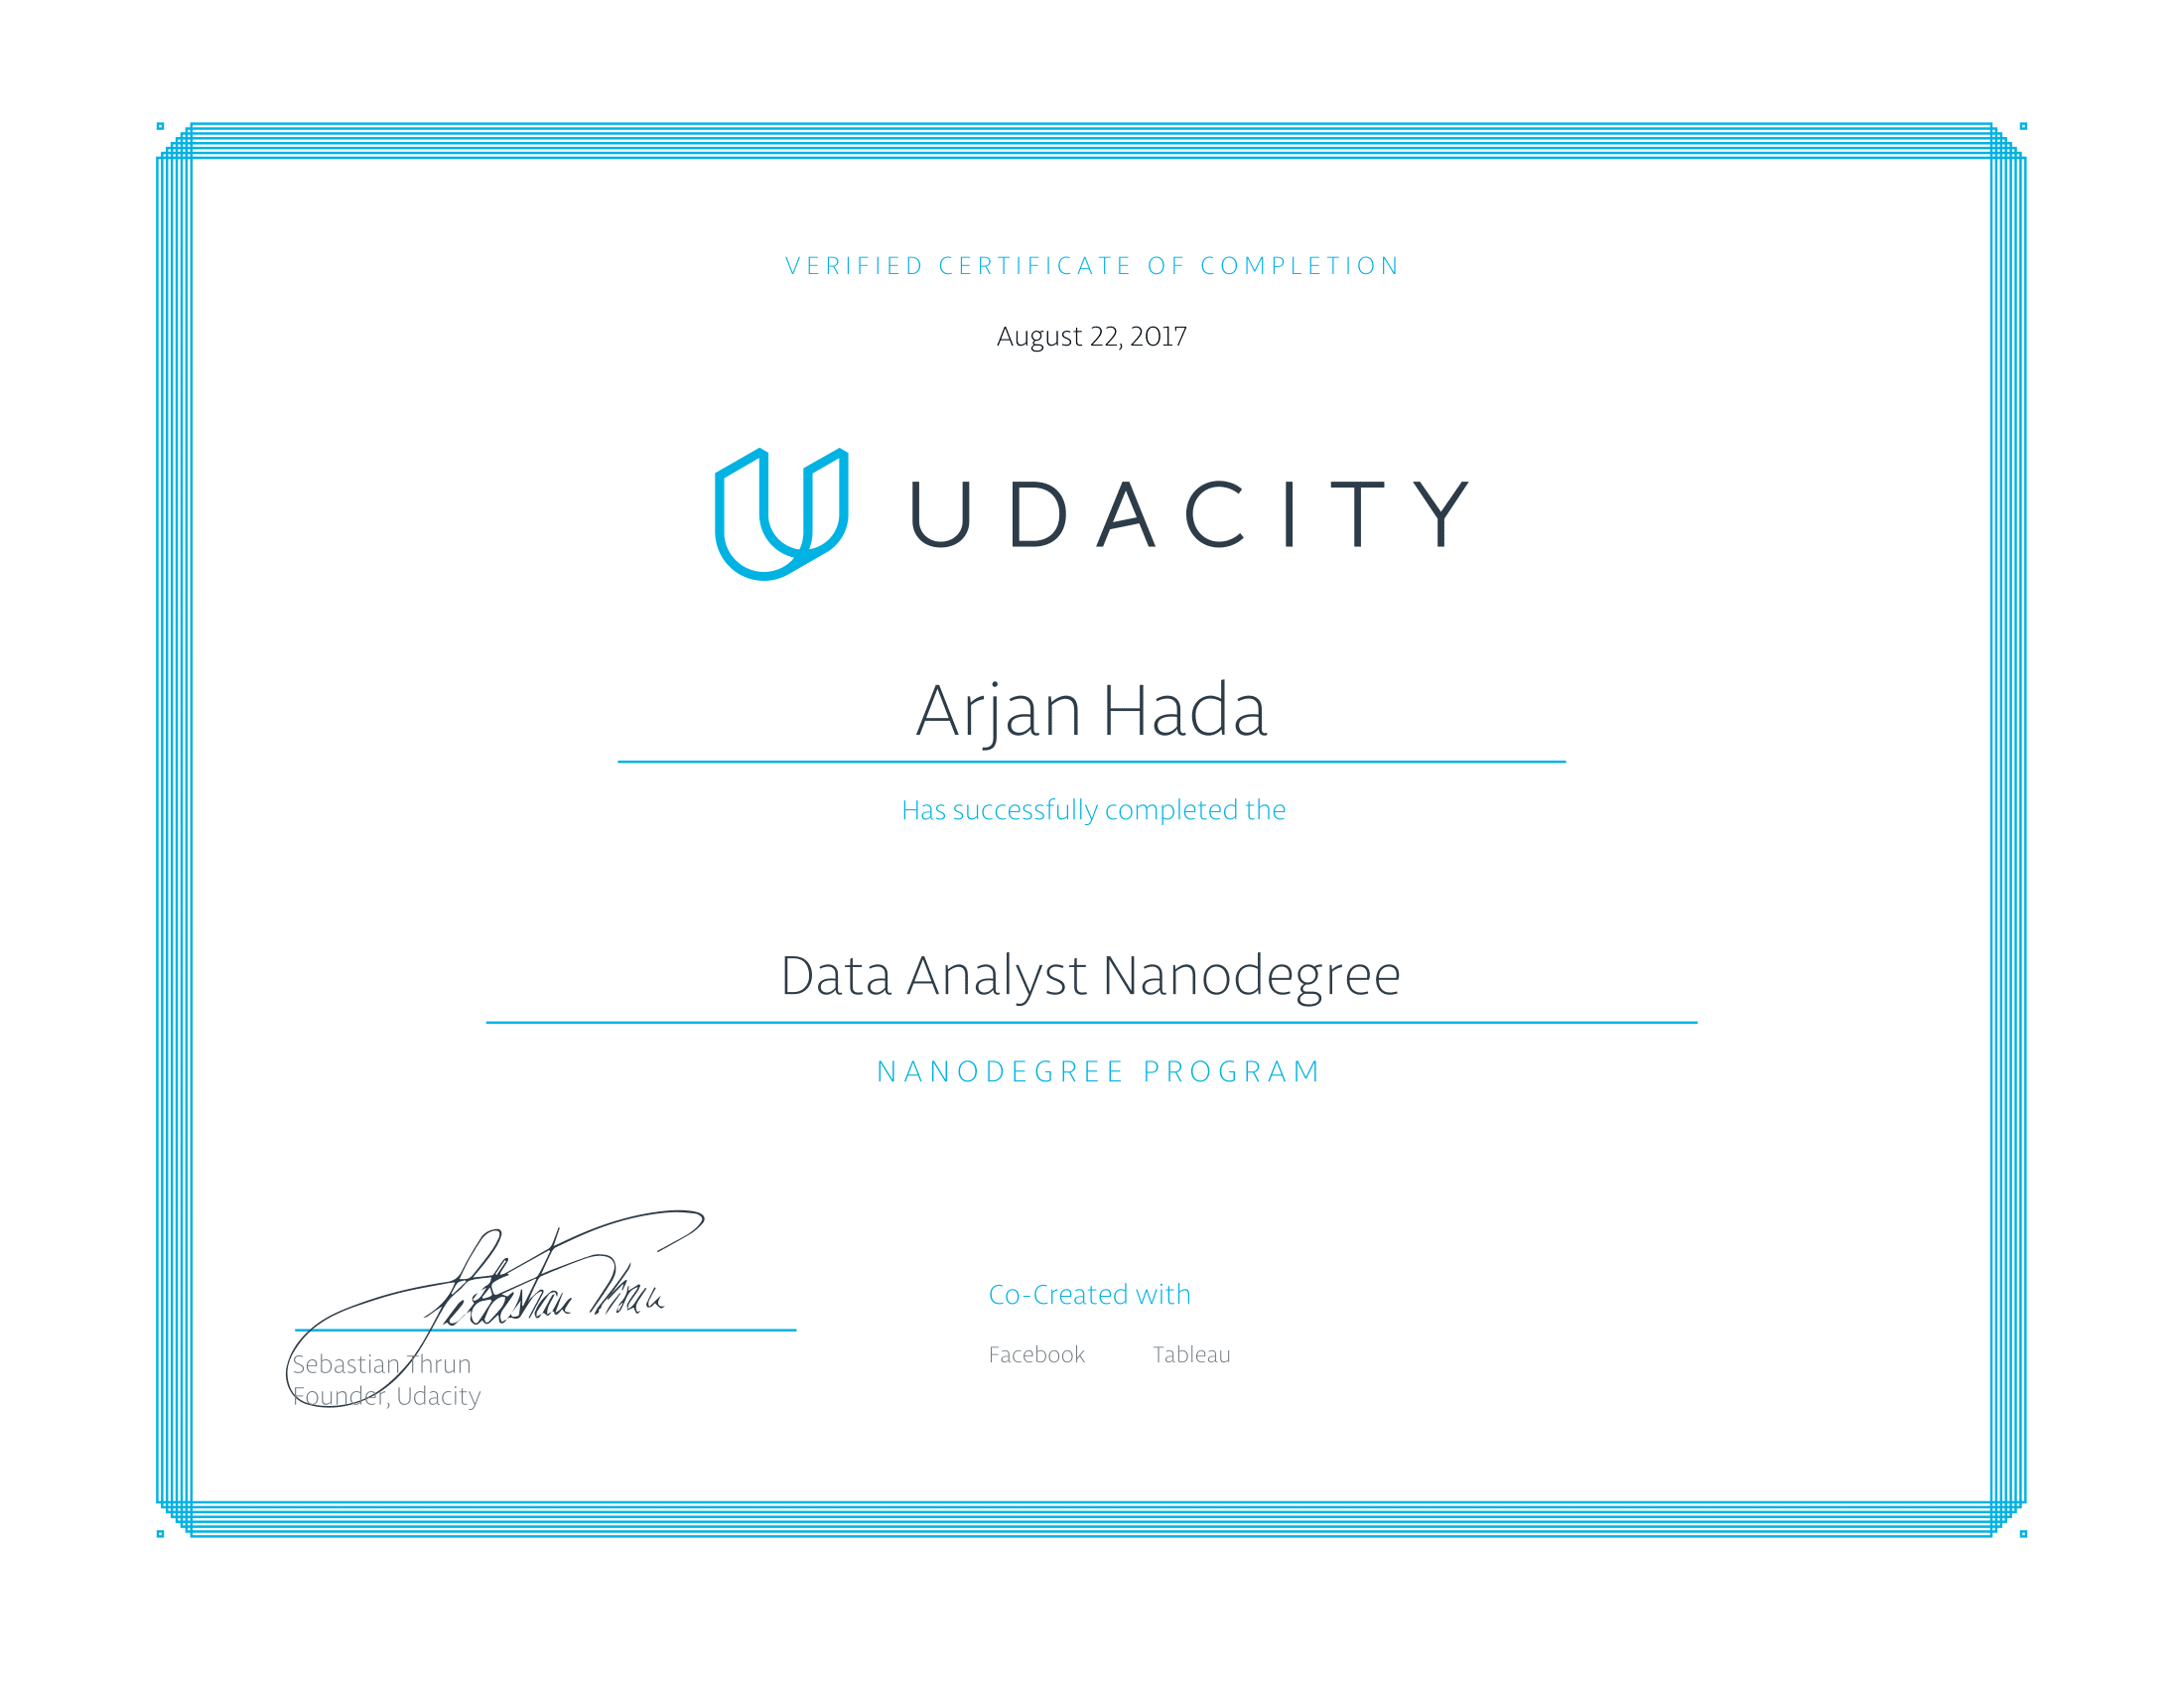 VERIFIED CERTIFICATE OF COMPLETION
August 22, 2017
UDACITY
Arjan Hada
Has successfully completed the
Data Analyst Nanodegree
NANODEGREE PROGRAM
Sebastian Thrun
Sebastian Thrun
Founder, Udacity
Co-Created with
Facebook Tableau